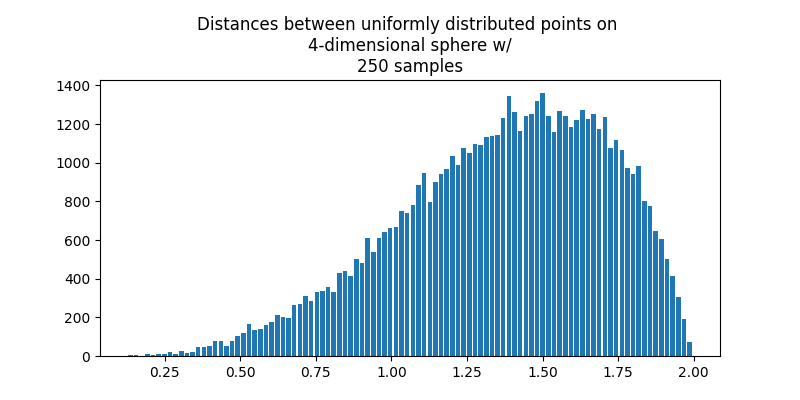 Distances between uniformly distributed points on
4-dimensional sphere w/
250 samples
1400
1200
1000
800
600
400
200
0
0.25 0.50 0.75 1.00 1.25 1.50 1.75 2.00